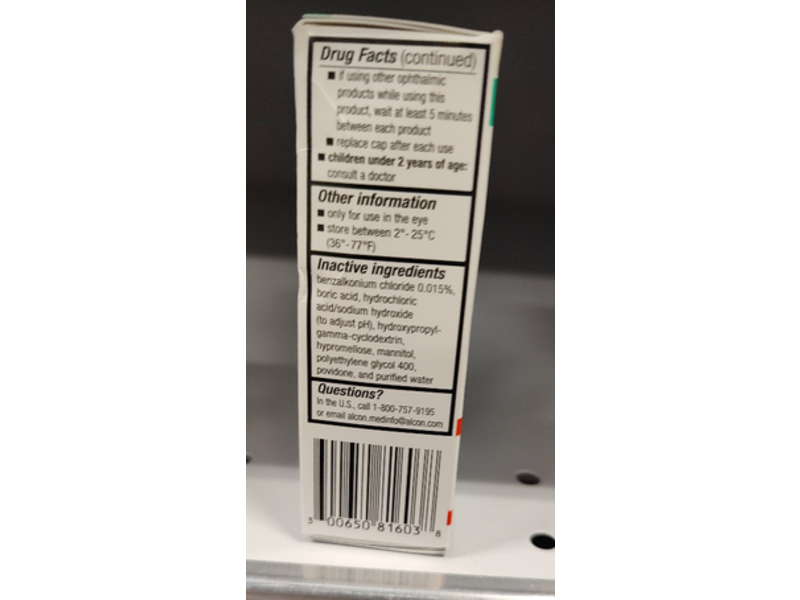 Drug Facts (continued)
■ if using other ophthalmic
products while using this
product, wait at least 5 minutes
between each product
■ replace cap after each use
■ children under 2 years of age:
consult a doctor
Other information
■ only for use in the eye
■ store between 2° - 25°C
(36° - 77°F)
Inactive ingredients
benzalkonium chloride 0.015%,
boric acid, hydrochloric
acid/sodium hydroxide
(to adjust pH), hydroxypropyl-
gamma-cyclodextrin,
hypromellose, mannitol,
polyethylene glycol 400,
povidone, and purified water
Questions?
In the U.S., call 1-800-757-9195
or email alcon.medinfo@alcon.com
3 00650 81603 8